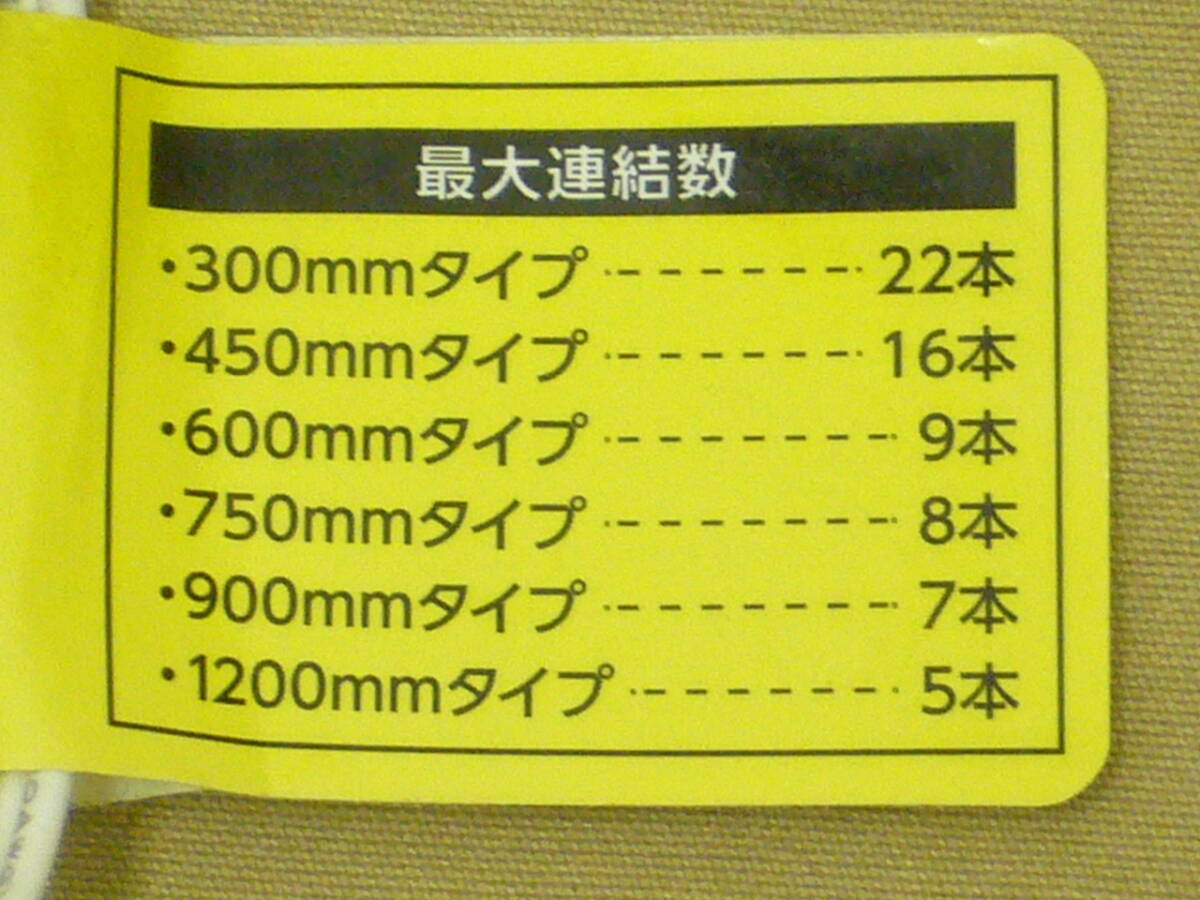 最大連結数
・300mmタイプ ------- 22本
・450mmタイプ ------- 16本
・600mmタイプ -------- 9本
・750mmタイプ -------- 8本
・900mmタイプ -------- 7本
・1200mmタイプ ------- 5本